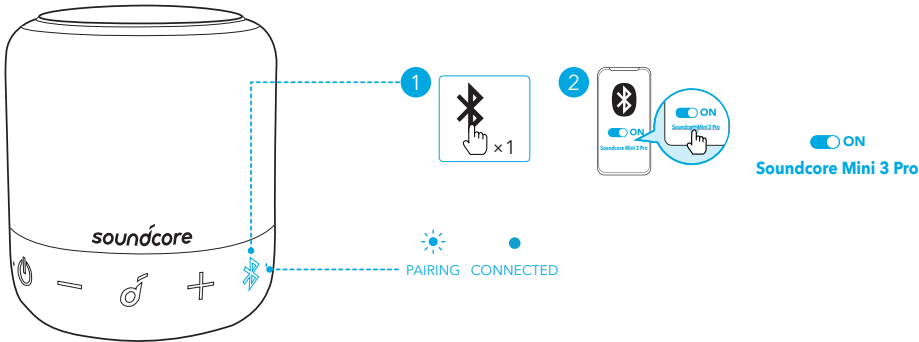 soundcore
1
×1
PAIRING CONNECTED
2
ON
Soundcore Mini 3 Pro
ON
Soundcore Mini 3 Pro
ON
Soundcore Mini 3 Pro